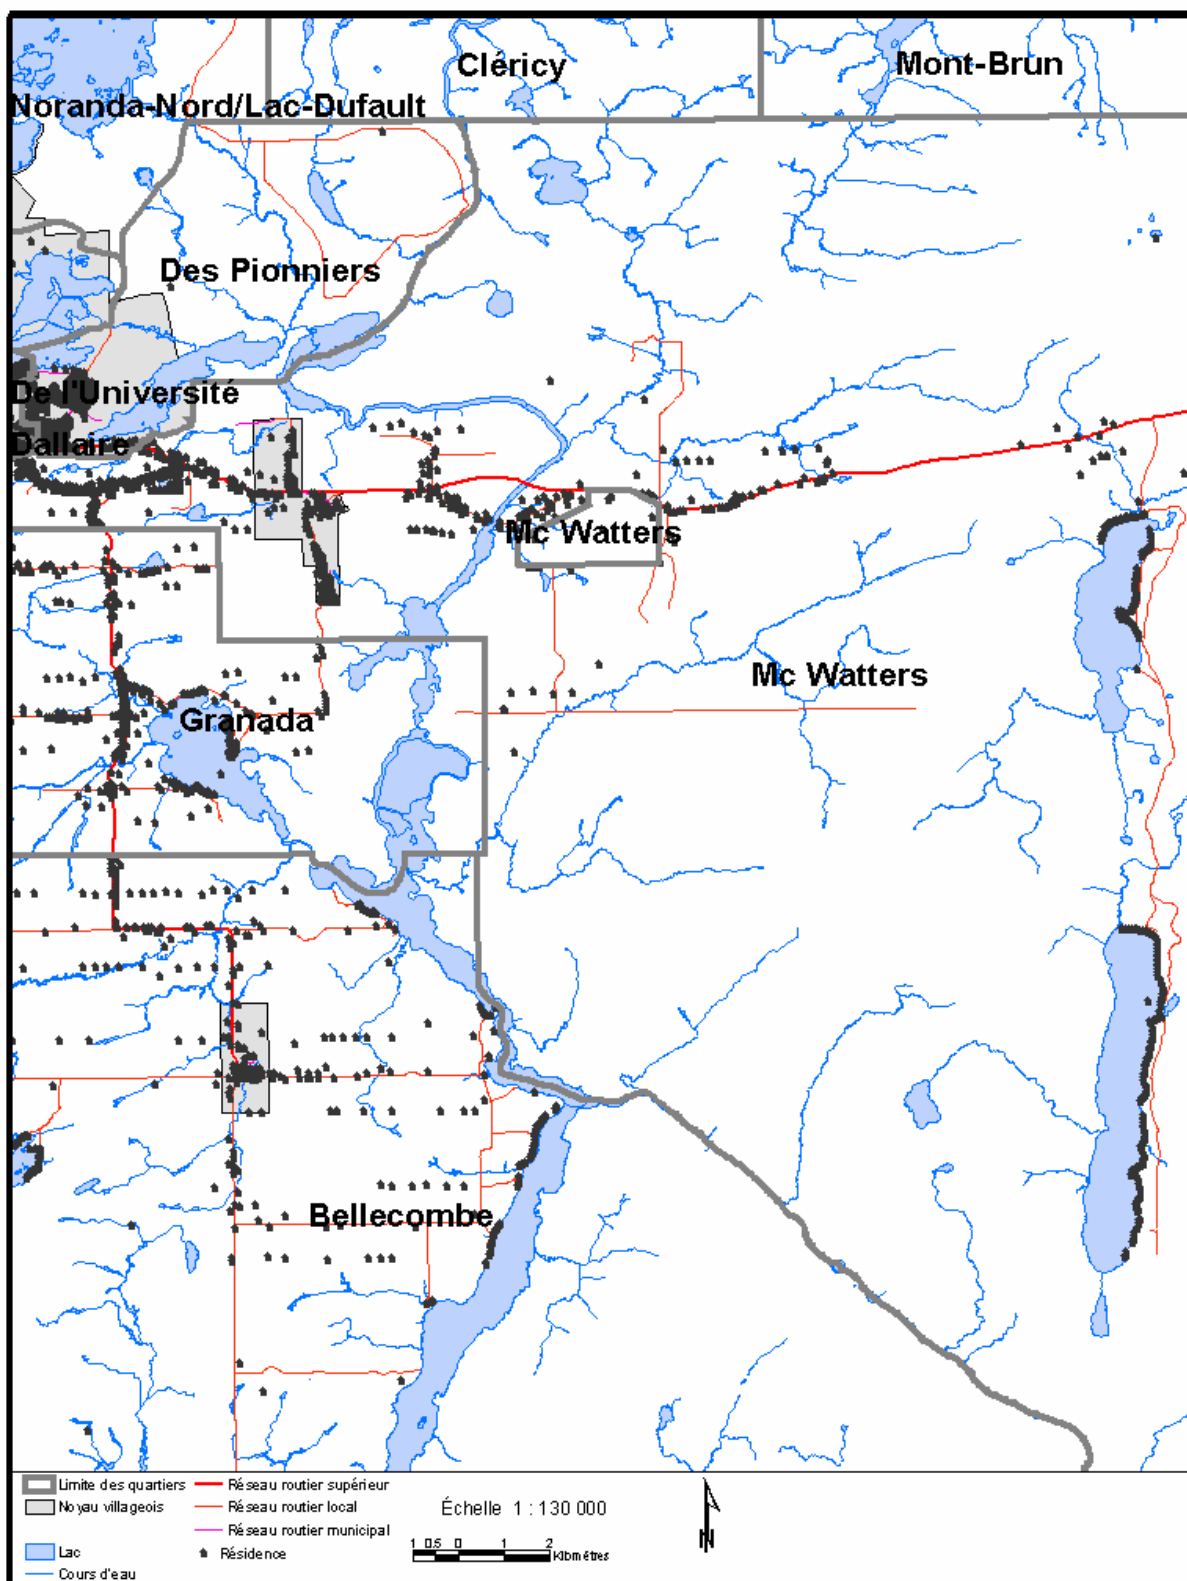 Cléricy
Mont-Brun
Noranda-Nord/Lac-Dufault
Des Pionniers
De l'Université
Dallaire
Mc Watters
Mc Watters
Granada
Bellecombe
Limite des quartiers
Réseau routier supérieur
Noyau villageois
Réseau routier local
Échelle 1 : 130 000
Réseau routier municipal
N
Lac
Résidence
1 0.5 0 1 2
Kilométres
Cours d'eau